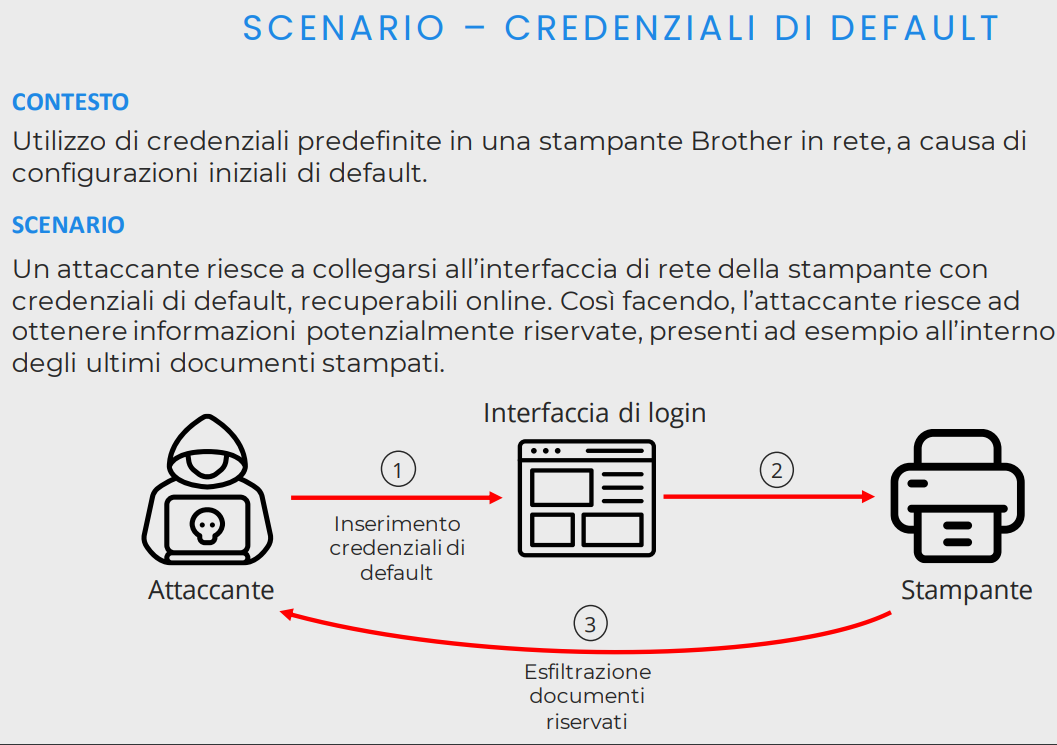 SCENARIO – CREDENZIALI DI DEFAULT
CONTESTO
Utilizzo di credenziali predefinite in una stampante Brother in rete, a causa di
configurazioni iniziali di default.
SCENARIO
Un attaccante riesce a collegarsi all’interfaccia di rete della stampante con
credenziali di default, recuperabili online. Così facendo, l’attaccante riesce ad
ottenere informazioni potenzialmente riservate, presenti ad esempio all’interno
degli ultimi documenti stampati.
Interfaccia di login
1
2
Inserimento
credenziali di
default
Attaccante
Stampante
3
Esfiltrazione
documenti
riservati